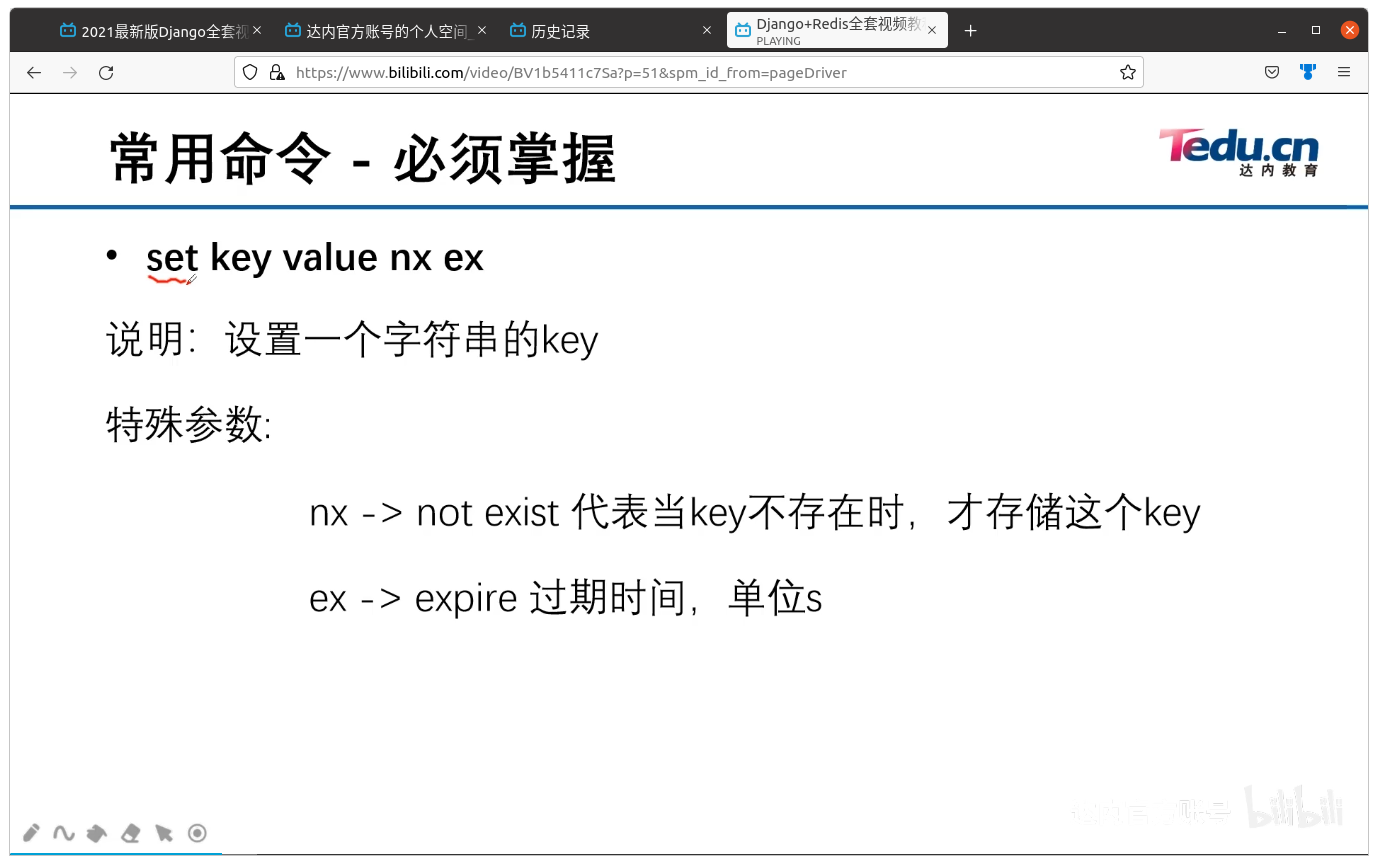 2021最新版Django全套视
达内官方账号的个人空间_
历史记录
Django+Redis全套视频教
PLAYING
https://www.bilibili.com/video/BV1b5411c7Sa?p=51&spm_id_from=pageDriver
常用命令 - 必须掌握
Tedu.cn
达内教育
• set key value nx ex
说明：设置一个字符串的key
特殊参数:
nx -> not exist 代表当key不存在时，才存储这个key
ex -> expire 过期时间，单位s
bilibili